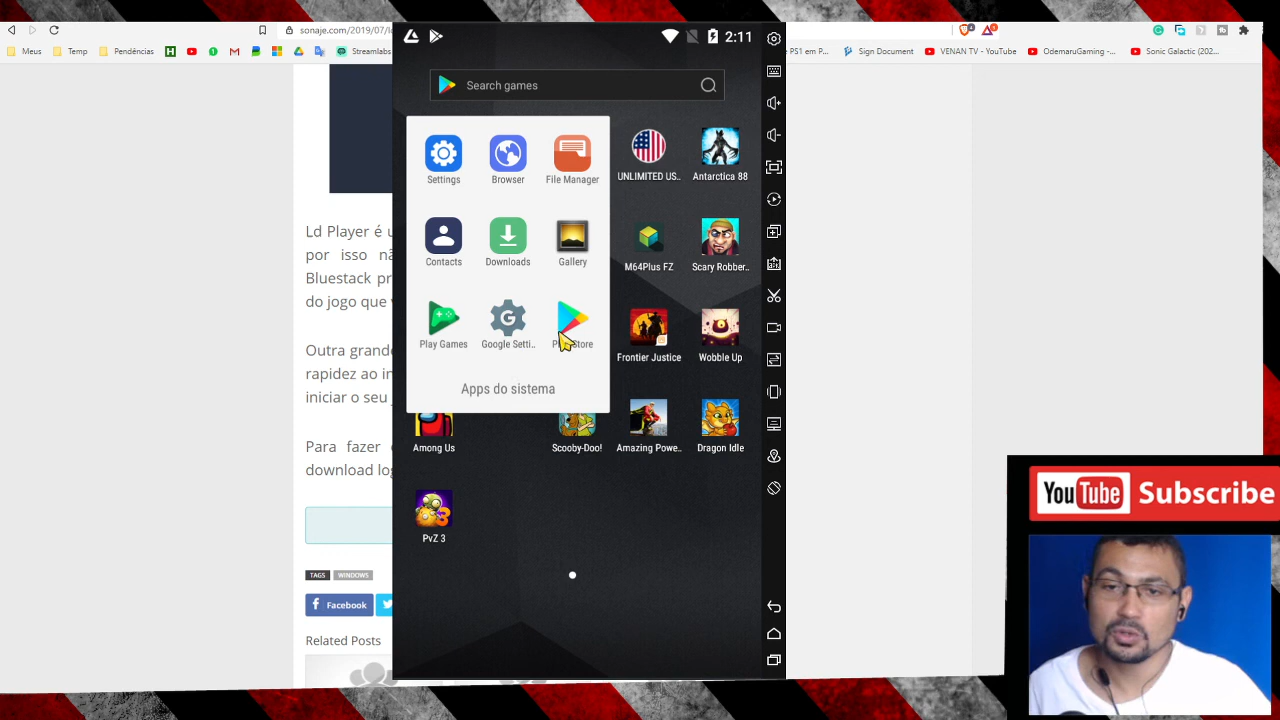 sonaje.com/2019/07/l
Meus
Temp
Pendências
Streamlabs
PS1 em P...
Sign Document
VENAN TV - YouTube
OdemaruGaming -...
Sonic Galactic (202...
2:11
Search games
Settings
Browser
File Manager
Contacts
Downloads
Gallery
Play Games
Google Setti..
Apps do sistema
UNLIMITED US..
Antarctica 88
M64Plus FZ
Scary Robber..
Frontier Justice
Wobble Up
Among Us
Scooby-Doo!
Amazing Powe..
Dragon Idle
PvZ 3
Ld Player é u
por isso nã
Bluestack pr
do jogo que
Outra grand
rapidez ao in
iniciar o seu
Para fazer
download log
TAGS
WINDOWS
Facebook
Related Posts
YouTube Subscribe